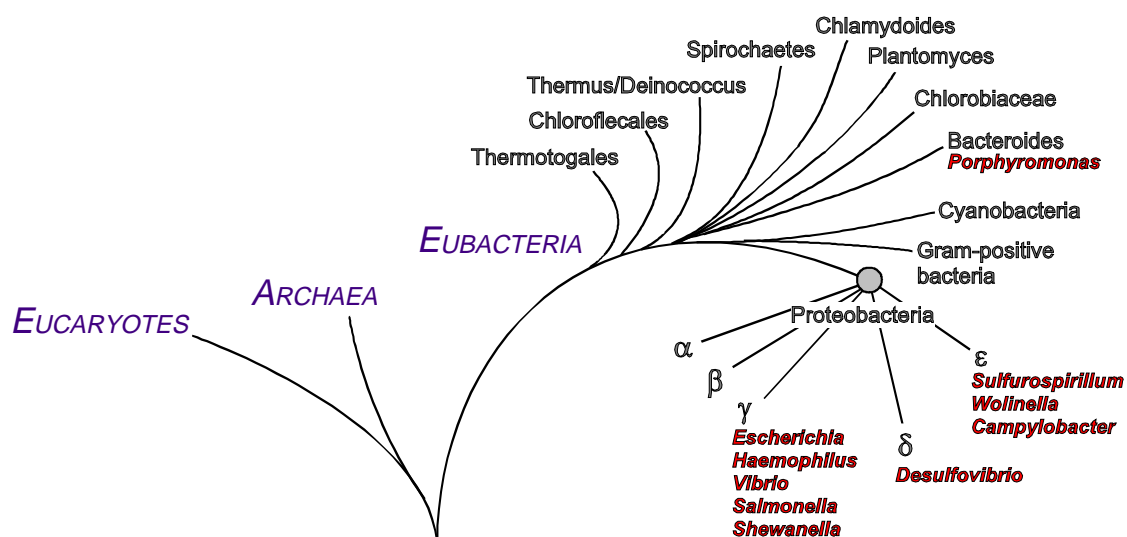 Chlamydoides
Spirochaetes
Plantomyces
Thermus/Deinococcus
Chlorobiaceae
Chloroflecales
Bacteroides
Porphyromonas
Thermotogales
Cyanobacteria
EUBACTERIA
Gram-positive
bacteria
ARCHAEA
EUCARYOTES
Proteobacteria
α
β
γ
Escherichia
Haemophilus
Vibrio
Salmonella
Shewanella
δ
Desulfovibrio
ε
Sulfurospirillum
Wolinella
Campylobacter